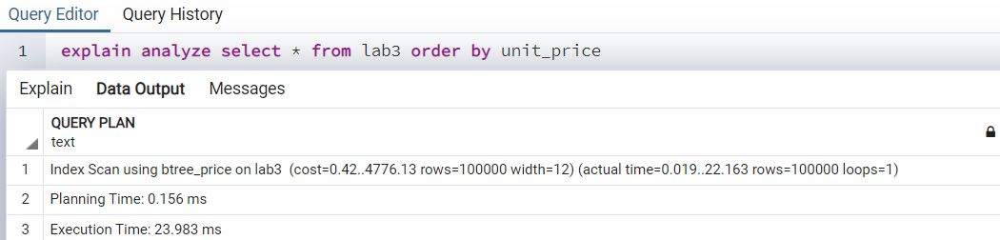 Query Editor Query History
1 explain analyze select * from lab3 order by unit_price
Explain Data Output Messages
QUERY PLAN
text
1 Index Scan using btree_price on lab3 (cost=0.42..4776.13 rows=100000 width=12) (actual time=0.019..22.163 rows=100000 loops=1)
2 Planning Time: 0.156 ms
3 Execution Time: 23.983 ms